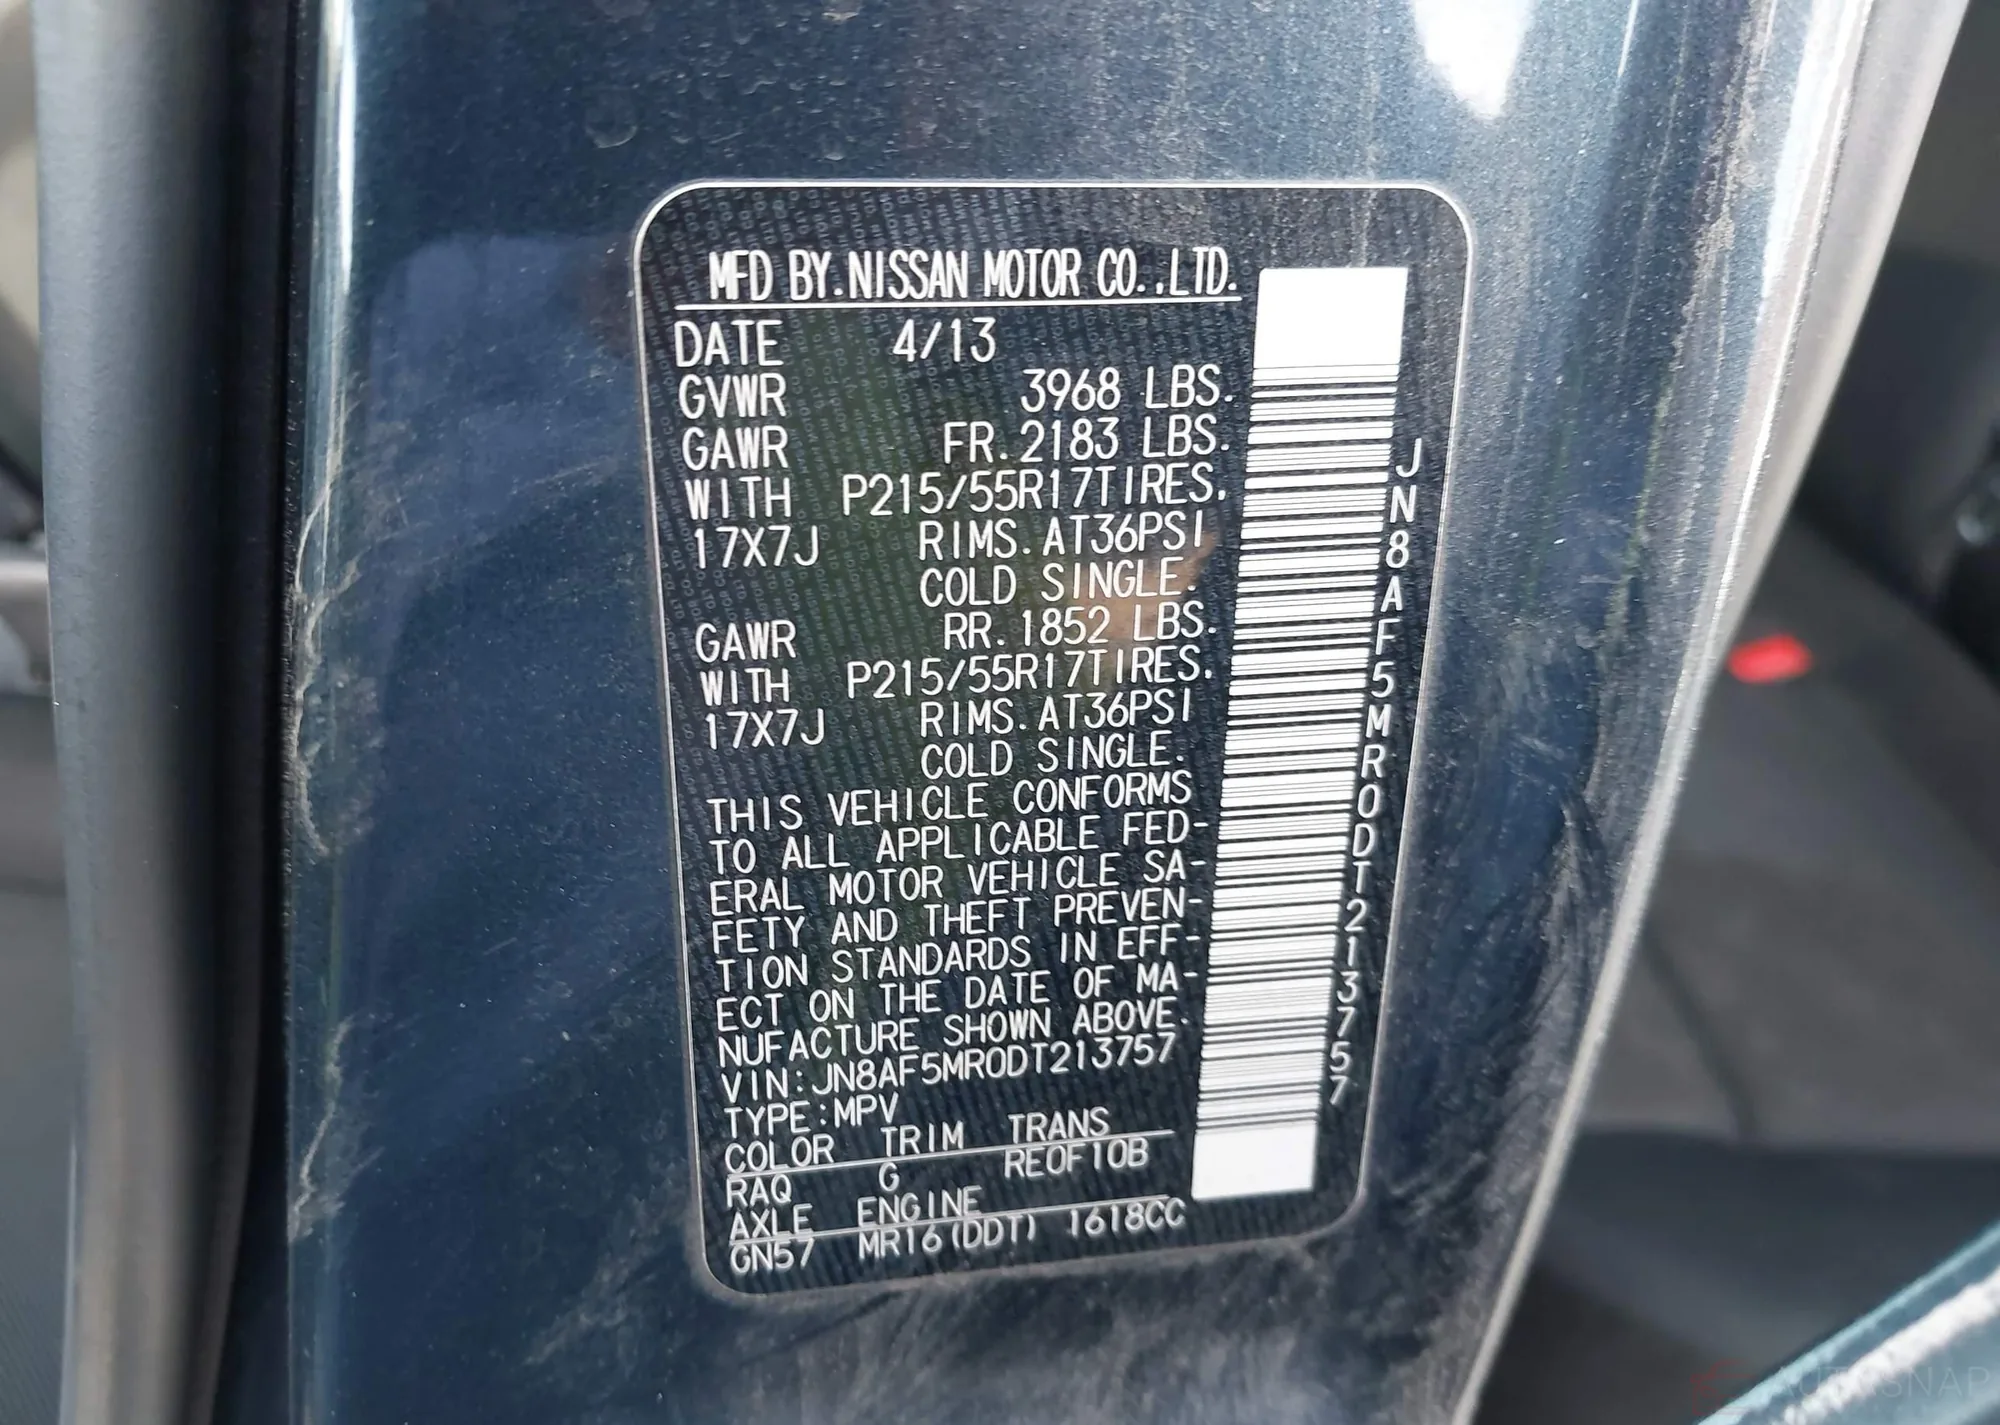 MFD BY.NISSAN MOTOR CO.,LTD.
DATE 4/13
GVWR 3968 LBS.
GAWR FR.2183 LBS.
WITH P215/55R17TIRES.
17X7J RIMS.AT36PSI
COLD SINGLE.
GAWR RR.1852 LBS.
WITH P215/55R17TIRES.
17X7J RIMS.AT36PSI
COLD SINGLE.
THIS VEHICLE CONFORMS
TO ALL APPLICABLE FED-
ERAL MOTOR VEHICLE SA-
FETY AND THEFT PREVEN-
TION STANDARDS IN EFF-
ECT ON THE DATE OF MA-
NUFACTURE SHOWN ABOVE.
VIN:JN8AF5MR0DT213757
TYPE:MPV
COLOR TRIM TRANS
RAQ G RE0F10B
AXLE ENGINE
GN57 MR16(DDT) 1618CC
JN8AF5MR0DT213757